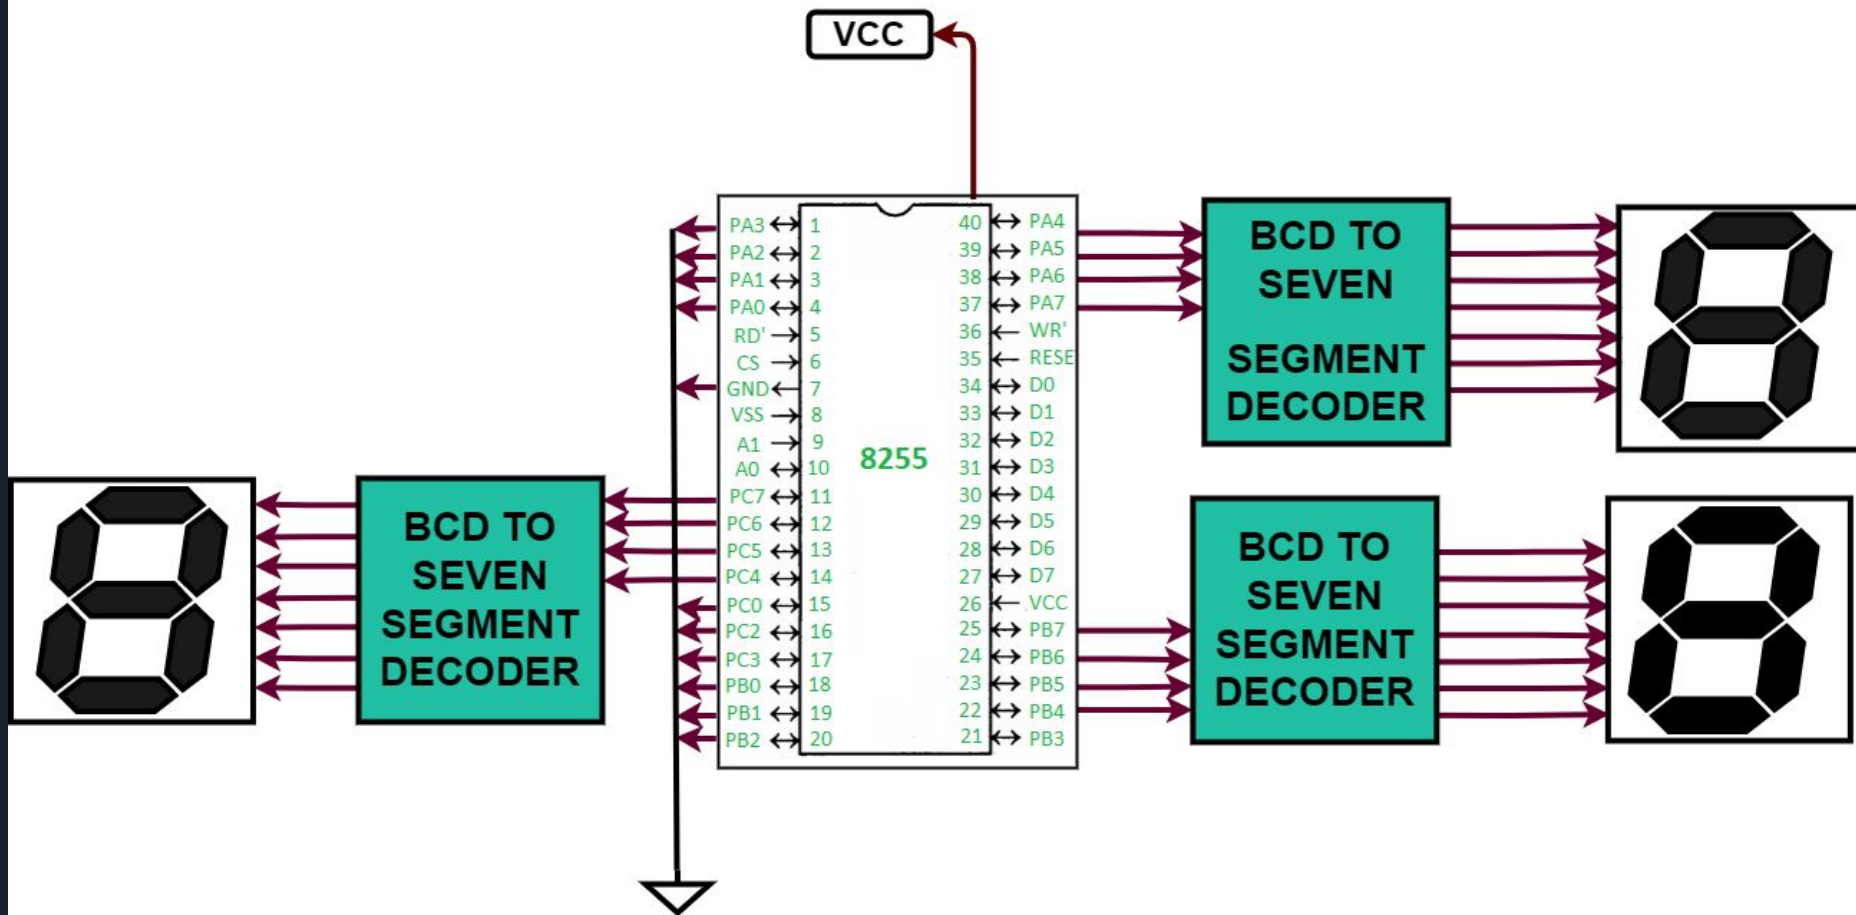 VCC
PA3 1 40 PA4
PA2 2 39 PA5
PA1 3 38 PA6
PA0 4 37 PA7
RD' 5 36 WR'
CS 6 35 RESE
GND 7 34 D0
VSS 8 33 D1
A1 9 32 D2
A0 10 31 D3
PC7 11 30 D4
PC6 12 29 D5
PC5 13 28 D6
PC4 14 27 D7
PC0 15 26 VCC
PC2 16 25 PB7
PC3 17 24 PB6
PB0 18 23 PB5
PB1 19 22 PB4
PB2 20 21 PB3
8255
BCD TO
SEVEN
SEGMENT
DECODER
BCD TO
SEVEN
SEGMENT
DECODER
BCD TO
SEVEN
SEGMENT
DECODER